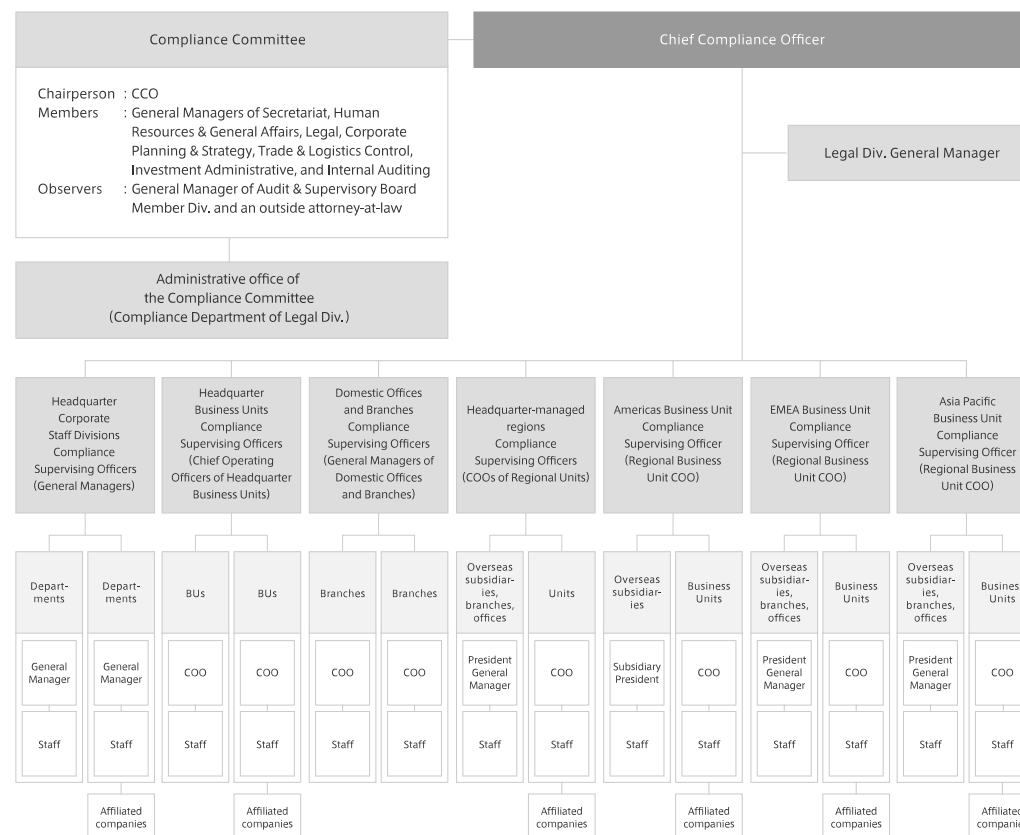 Compliance Committee
Chief Compliance Officer
Chairperson : CCO
Members : General Managers of Secretariat, Human
Resources & General Affairs, Legal, Corporate
Planning & Strategy, Trade & Logistics Control,
Investment Administrative, and Internal Auditing
Observers : General Manager of Audit & Supervisory Board
Member Div. and an outside attorney-at-law
Legal Div. General Manager
Administrative office of
the Compliance Committee
(Compliance Department of Legal Div.)
Headquarter
Corporate
Staff Divisions
Compliance
Supervising Officers
(General Managers)
Headquarter
Business Units
Compliance
Supervising Officers
(Chief Operating
Officers of Headquarter
Business Units)
Domestic Offices
and Branches
Compliance
Supervising Officers
(General Managers of
Domestic Offices
and Branches)
Headquarter-managed
regions
Compliance
Supervising Officers
(COOs of Regional Units)
Americas Business Unit
Compliance
Supervising Officer
(Regional Business
Unit COO)
EMEA Business Unit
Compliance
Supervising Officer
(Regional Business
Unit COO)
Asia Pacific
Business Unit
Compliance
Supervising Officer
(Regional Business
Unit COO)
Depart-
ments
Depart-
ments
BUs
BUs
Branches
Branches
Overseas
subsidiar-
ies,
branches,
offices
Units
Overseas
subsidiar-
ies
Business
Units
Overseas
subsidiar-
ies,
branches,
offices
Business
Units
Overseas
subsidiar-
ies,
branches,
offices
Business
Units
General
Manager
General
Manager
COO
COO
COO
COO
President
General
Manager
COO
Subsidiary
President
COO
President
General
Manager
COO
President
General
Manager
COO
Staff
Staff
Staff
Staff
Staff
Staff
Staff
Staff
Staff
Staff
Staff
Staff
Staff
Staff
Affiliated
companies
Affiliated
companies
Affiliated
companies
Affiliated
companies
Affiliated
companies
Affiliated
companies